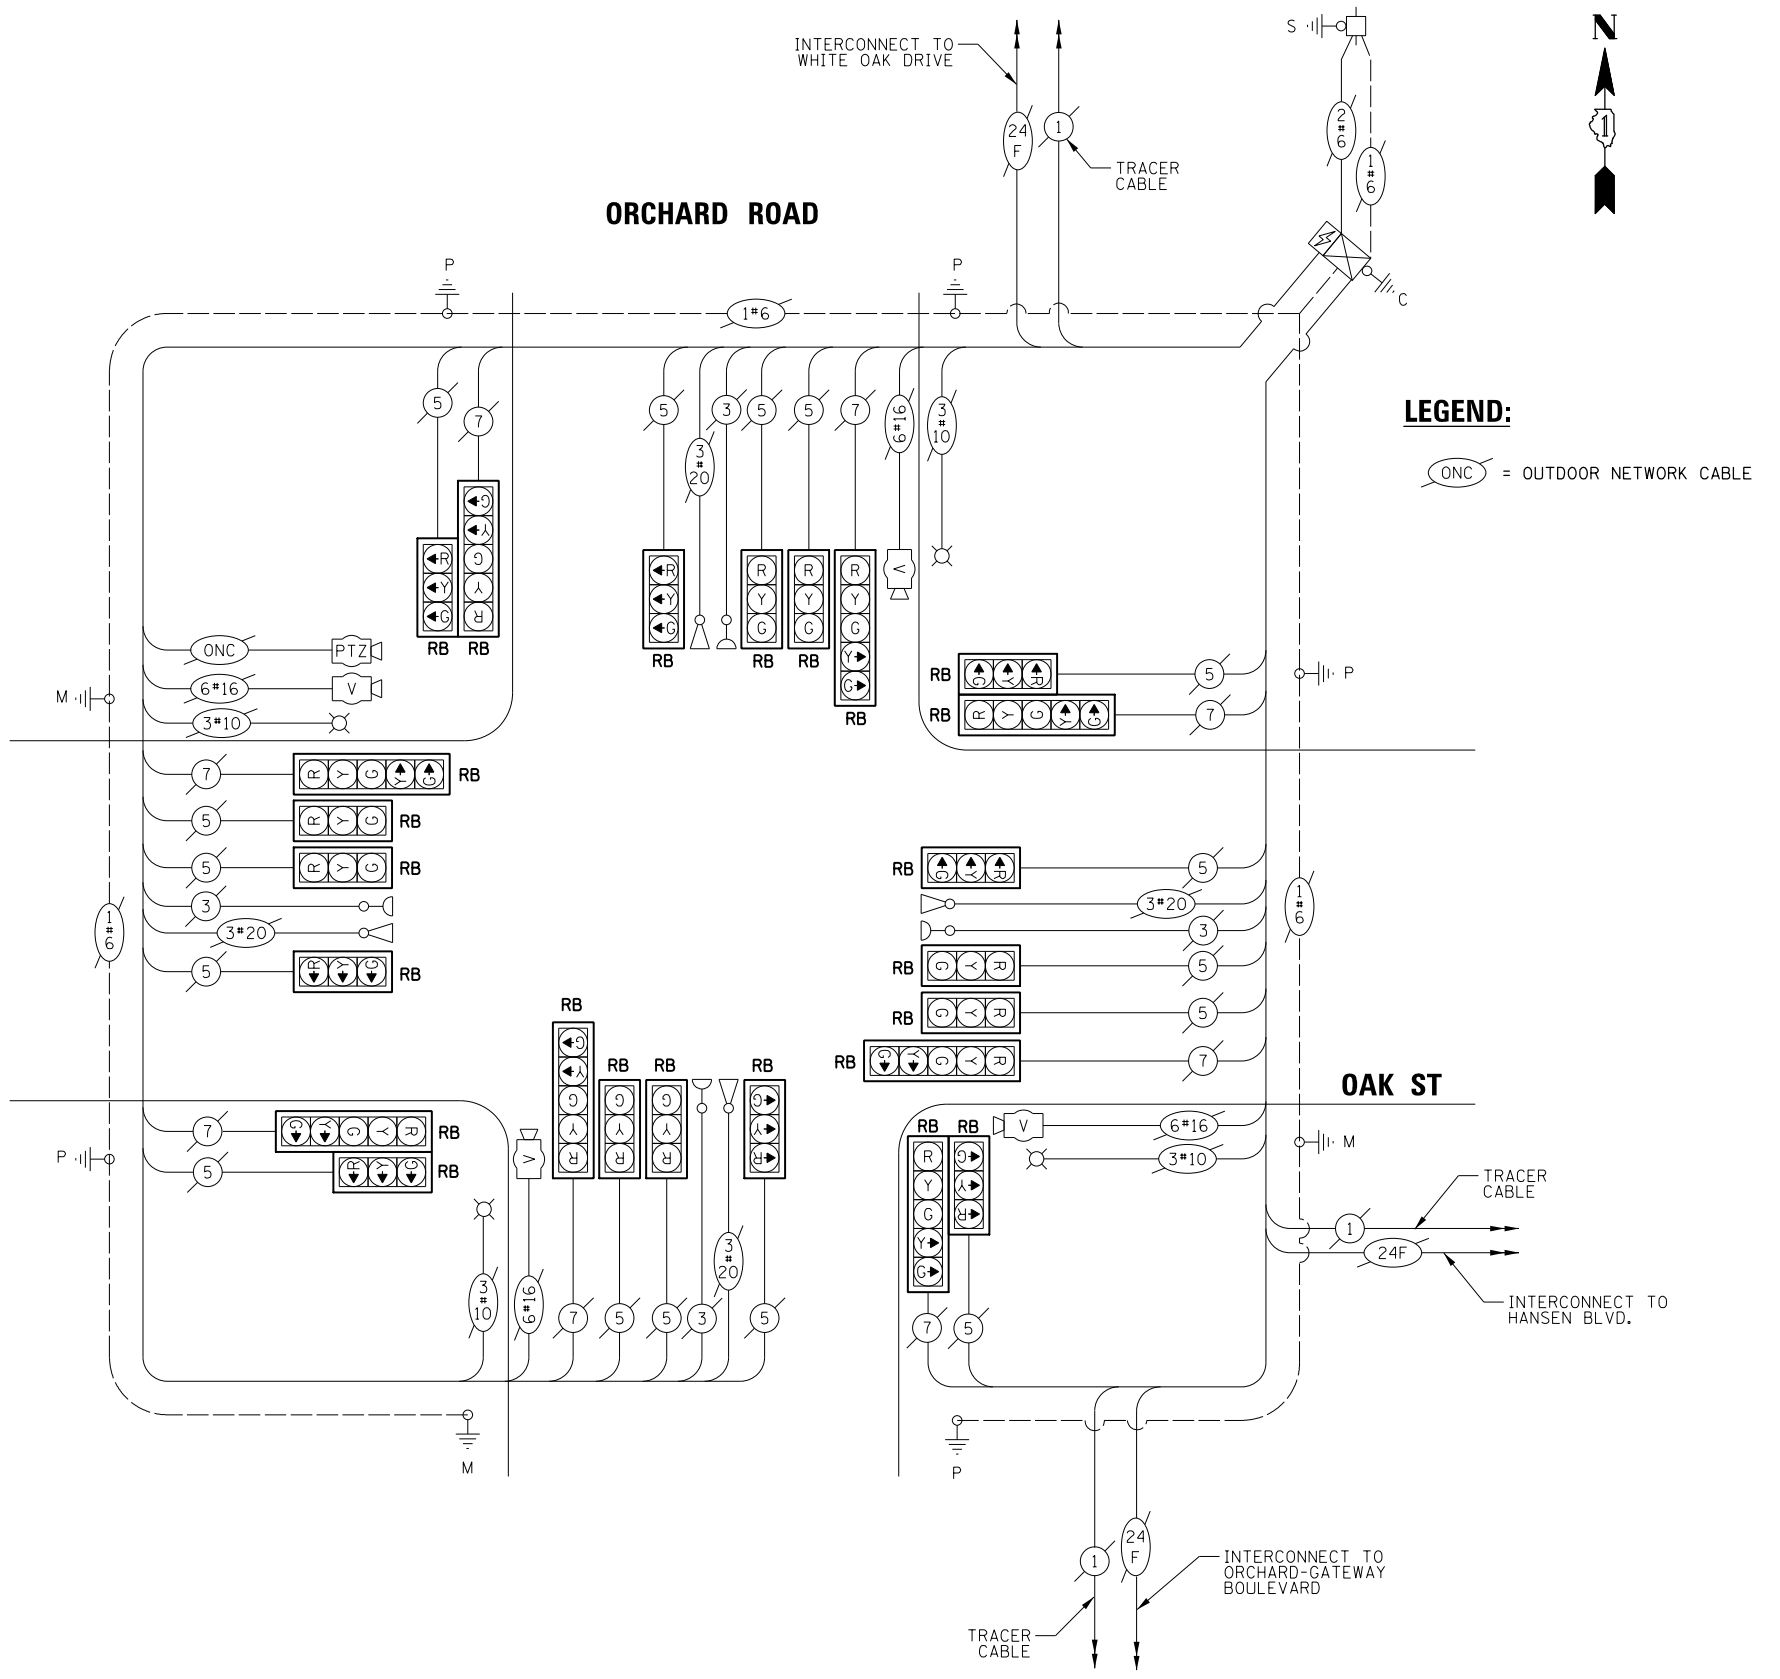 INTERCONNECT TO
WHITE OAK DRIVE
24
F
1
TRACER
CABLE
S
2
#
6
1
#
6
N
1
C
ORCHARD ROAD
P
P
1#6
LEGEND:
ONC = OUTDOOR NETWORK CABLE
5
7
5
3
#
20
3
5
5
7
6#16
3
#
10
G
Y
G
Y
R
R
Y
G
RB RB
R
Y
G
RB
R
Y
G
RB
R
Y
G
RB
R
Y
G
Y
G
RB
V
ONC PTZ
6#16 V
3#10
M
RB G Y R 5
RB R Y G Y G 7
P
7 R Y G Y G RB
5 R Y G RB
5 R Y G RB
3
3#20
5 R Y G RB
1
#
6
RB G Y R 5
3#20
3
RB G Y R 5
RB G Y R 5
RB G Y G Y R 7
1
#
6
OAK ST
7 G Y G Y R RB
5 R Y G RB
P
RB
G
Y
G
Y
R
RB
G
Y
R
RB
G
Y
R
RB
G
Y
R
V
3
#
10
6#16
7
5
5
3
3
#
20
5
M
RB RB
R
Y
G
Y
G
G
Y
R
7
5
V 6#16
3#10
M
TRACER
CABLE
1
24F
INTERCONNECT TO
HANSEN BLVD.
P
1
24
F
INTERCONNECT TO
ORCHARD-GATEWAY
BOULEVARD
TRACER
CABLE